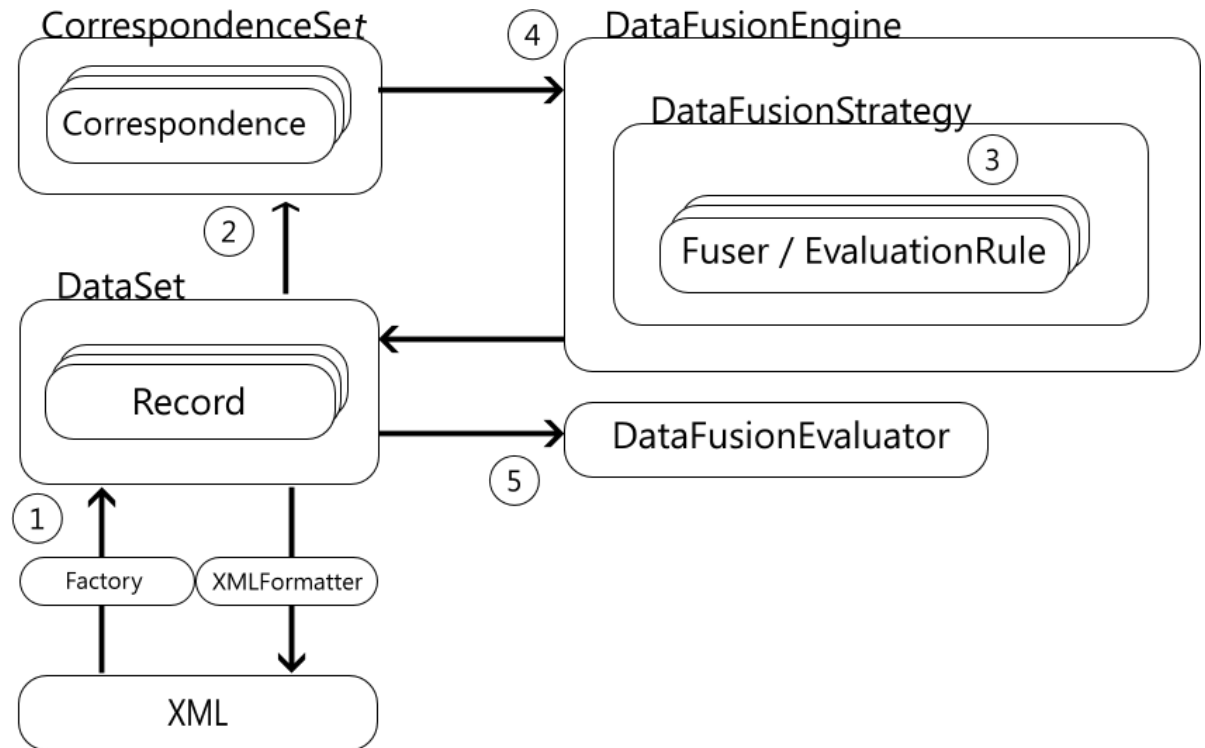 CorrespondenceSet
4
DataFusionEngine
Correspondence
DataFusionStrategy
3
2
Fuser / EvaluationRule
DataSet
Record
DataFusionEvaluator
5
1
Factory
XMLFormatter
XML